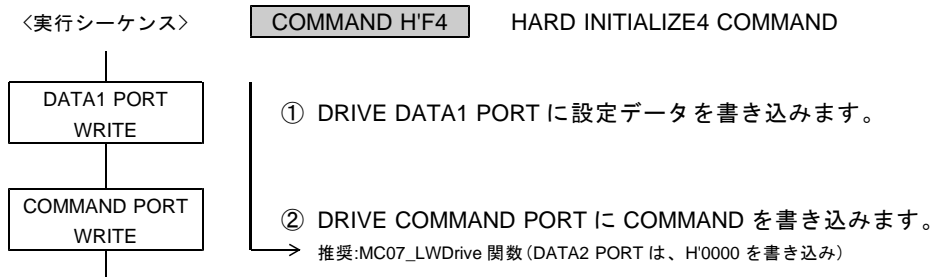 〈実行シーケンス〉 COMMAND H'F4 HARD INITIALIZE4 COMMAND
DATA1 PORT
WRITE
① DRIVE DATA1 PORT に設定データを書き込みます。
COMMAND PORT
WRITE
② DRIVE COMMAND PORT に COMMAND を書き込みます。
推奨:MC07_LWDrive 関数(DATA2 PORT は、H'0000 を書き込み)